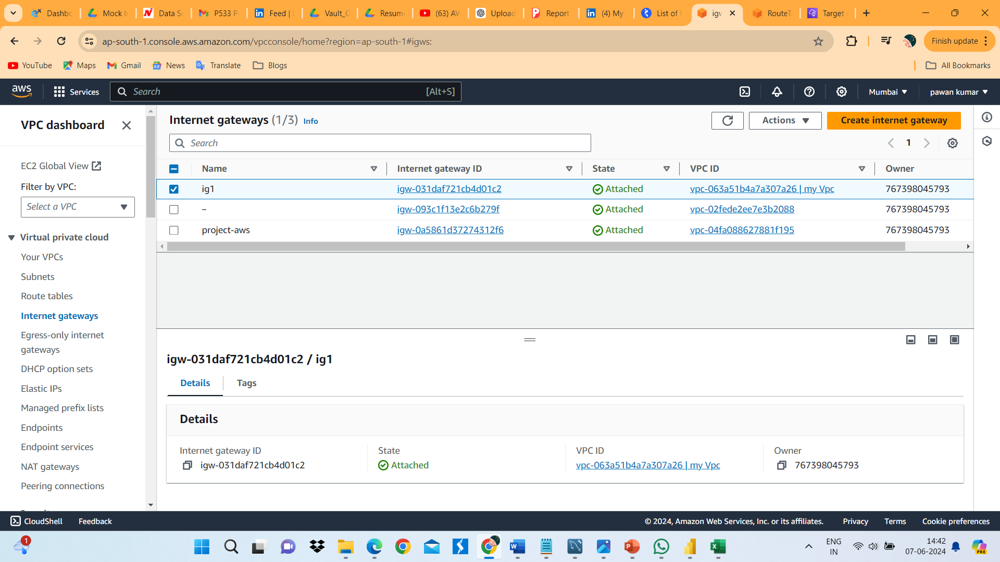 Dashbo
Mock In
Data Sc
P533 P
Feed | L
Vault_G
Resume
(63) AW
Upload
Report
(4) My
List of t
igw
RouteTa
Target
ap-south-1.console.aws.amazon.com/vpcconsole/home?region=ap-south-1#igws:
Finish update
YouTube
Maps
Gmail
News
Translate
Blogs
All Bookmarks
aws
Services
Search
[Alt+S]
Mumbai
pawan kumar
VPC dashboard
EC2 Global View
Filter by VPC:
Select a VPC
Virtual private cloud
Your VPCs
Subnets
Route tables
Internet gateways
Egress-only internet
gateways
DHCP option sets
Elastic IPs
Managed prefix lists
Endpoints
Endpoint services
NAT gateways
Peering connections
Internet gateways (1/3) Info
Actions
Create internet gateway
Search
1
Name Internet gateway ID State VPC ID Owner
ig1 igw-031daf721cb4d01c2 Attached vpc-063a51b4a7a307a26 | my Vpc 767398045793
– igw-093c1f13e2c6b279f Attached vpc-02fede2ee7e3b2088 767398045793
project-aws igw-0a5861d37274312f6 Attached vpc-04fa088627881f195 767398045793
igw-031daf721cb4d01c2 / ig1
Details Tags
Details
Internet gateway ID State VPC ID Owner
igw-031daf721cb4d01c2 Attached vpc-063a51b4a7a307a26 | my Vpc 767398045793
CloudShell Feedback © 2024, Amazon Web Services, Inc. or its affiliates. Privacy Terms Cookie preferences
1
ENG
IN
14:42
07-06-2024
PRE